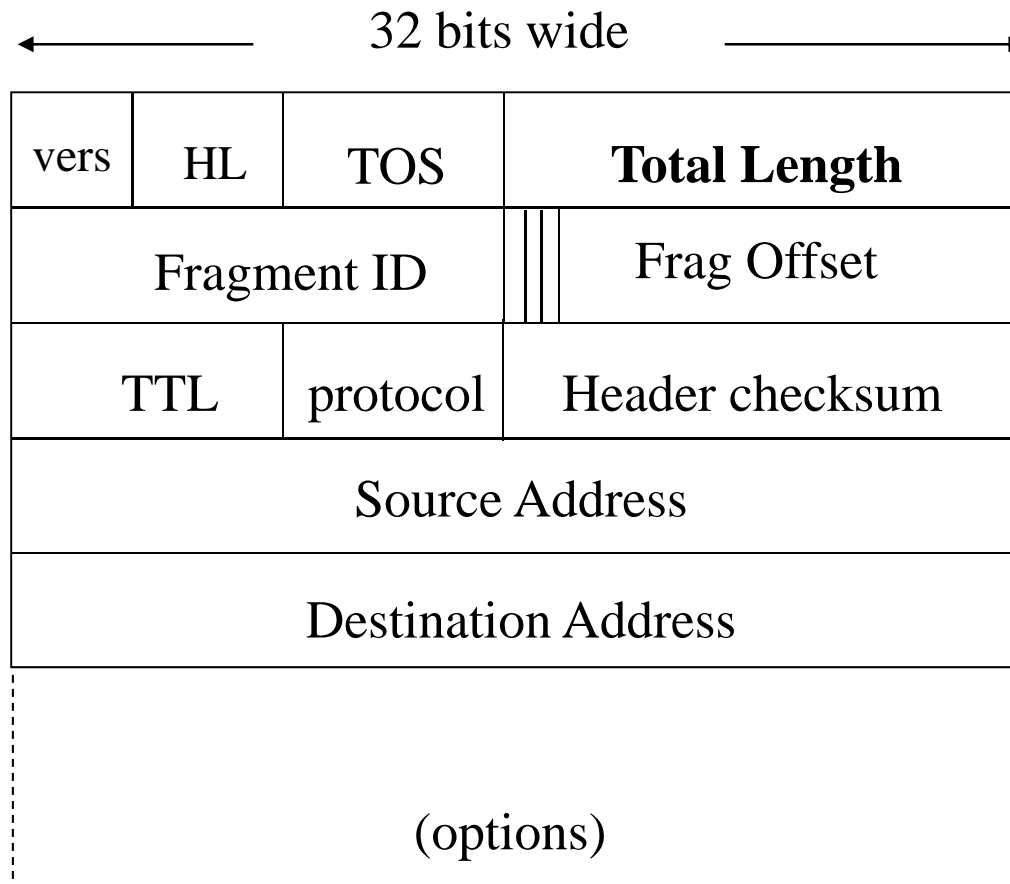 32 bits wide
vers HL TOS Total Length
Fragment ID Frag Offset
TTL protocol Header checksum
Source Address
Destination Address
(options)